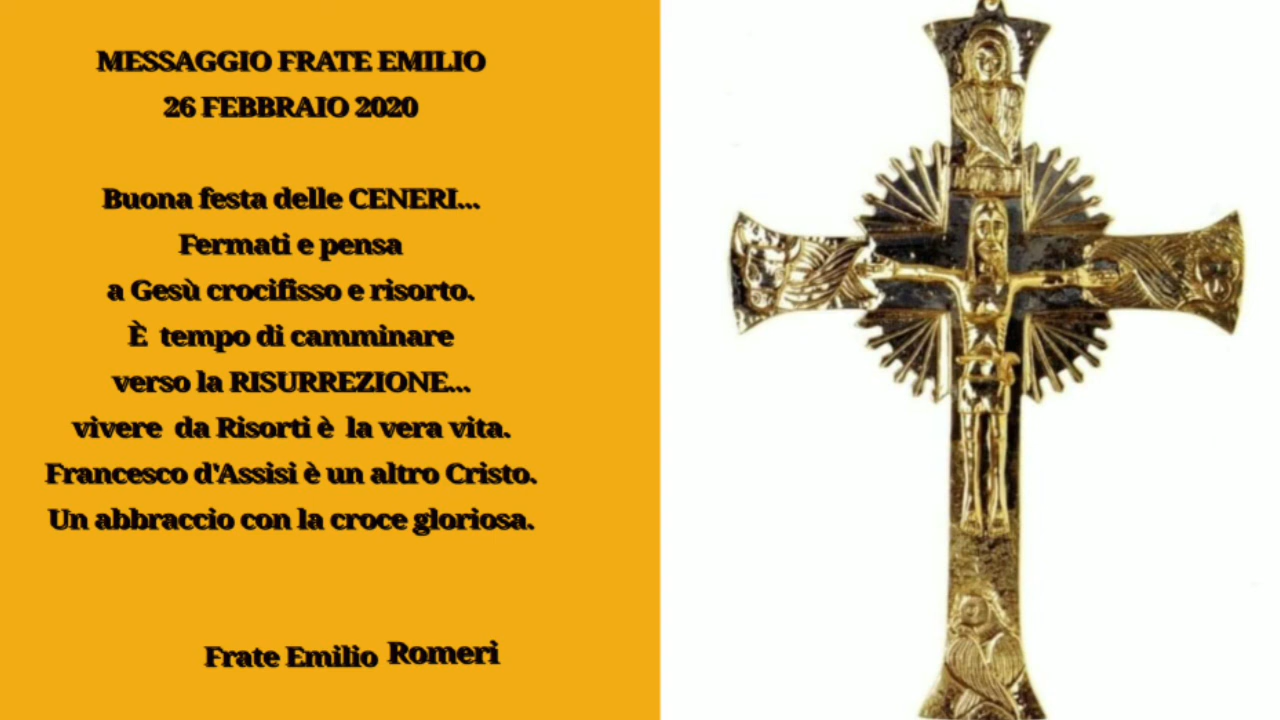 MESSAGGIO FRATE EMILIO
26 FEBBRAIO 2020
Buona festa delle CENERI...
Fermati e pensa
a Gesù crocifisso e risorto.
È tempo di camminare
verso la RISURREZIONE...
vivere da Risorti è la vera vita.
Francesco d'Assisi è un altro Cristo.
Un abbraccio con la croce gloriosa.
Frate Emilio Romeri